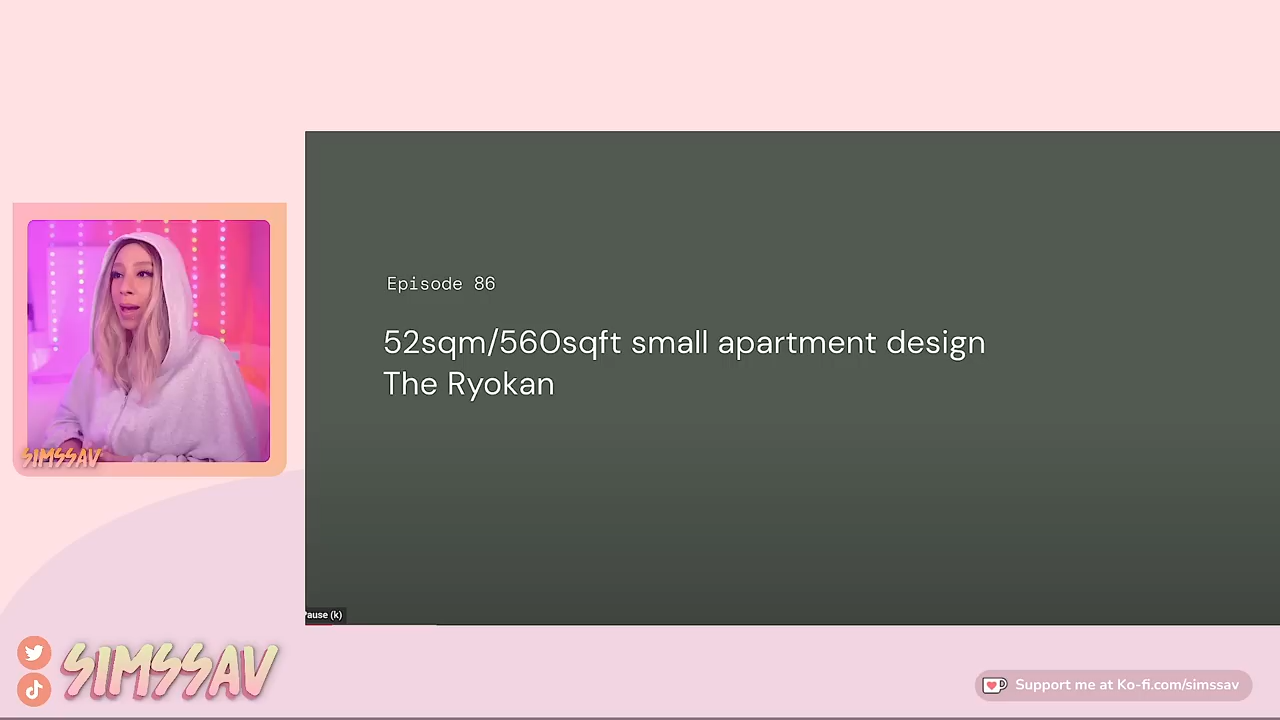 Episode 86
52sqm/560sqft small apartment design
The Ryokan
SIMSSAV
ause (k)
SIMSSAV
Support me at Ko-fi.com/simssav